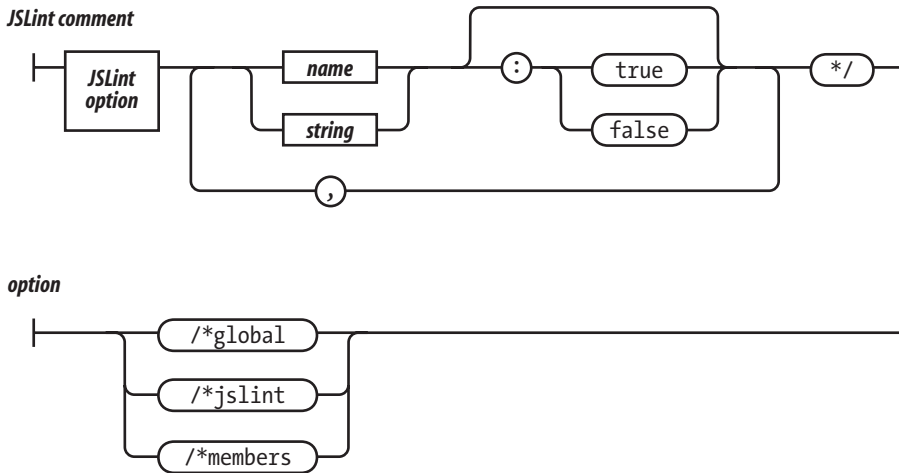 JSLint comment
JSLint option
name
:
true
*/
string
false
,
option
/*global
/*jslint
/*members